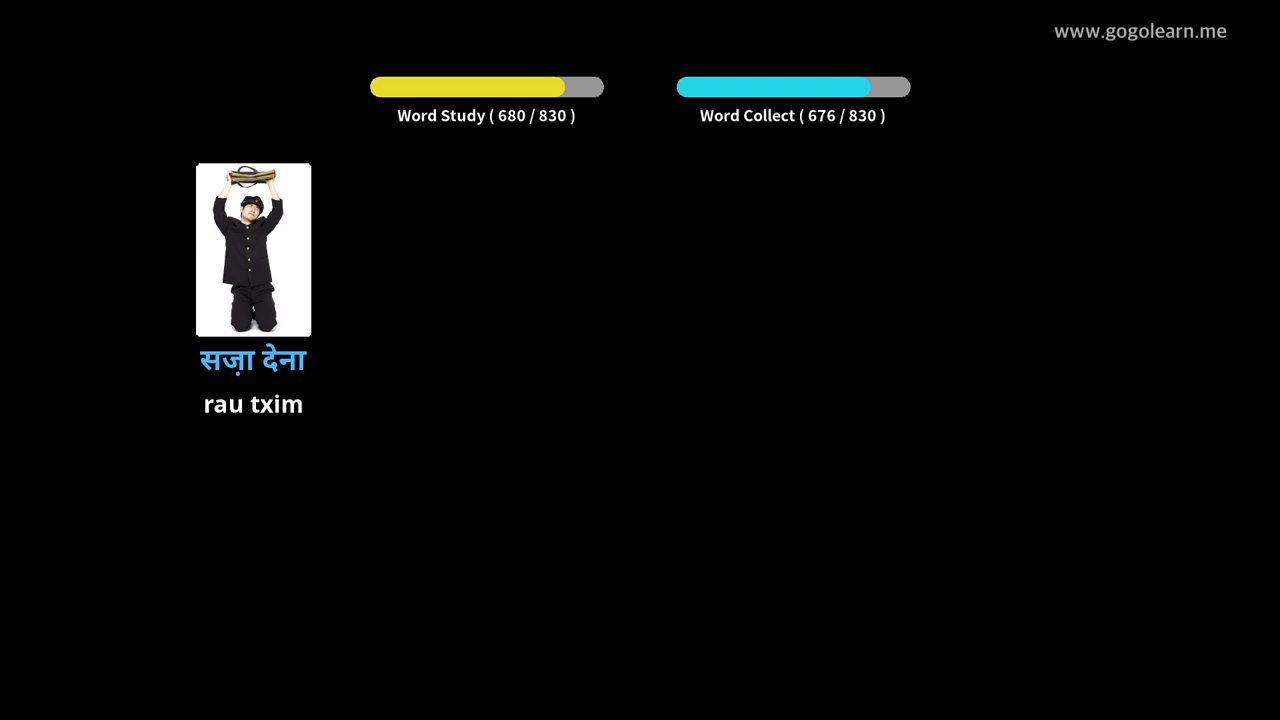 www.gogolearn.me
Word Study ( 680 / 830 )
Word Collect ( 676 / 830 )
सज़ा देना
rau txim